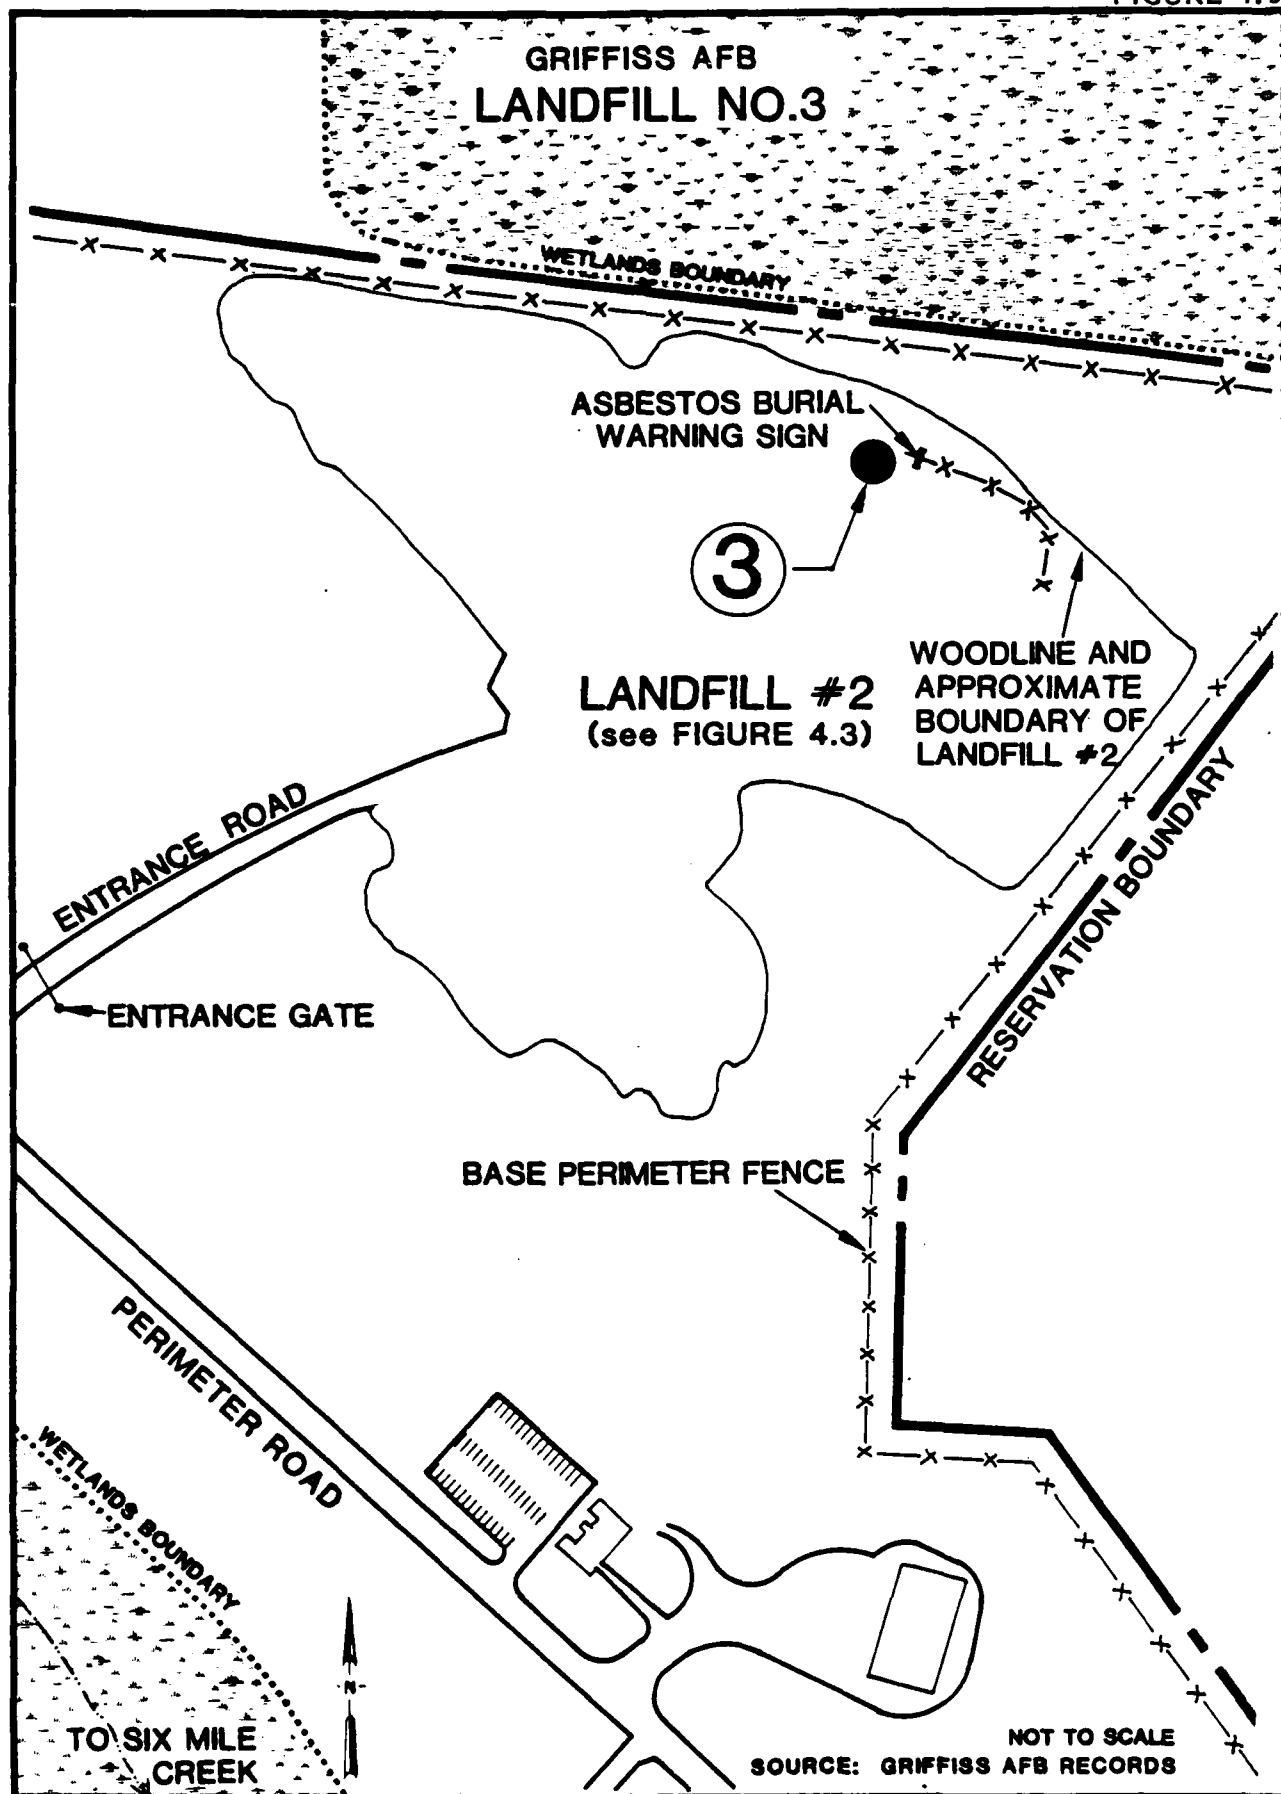 GRIFFISS AFB
LANDFILL NO.3
WETLANDS BOUNDARY
ASBESTOS BURIAL
WARNING SIGN
3
LANDFILL #2
(see FIGURE 4.3)
WOODLINE AND
APPROXIMATE
BOUNDARY OF
LANDFILL #2
ENTRANCE ROAD
RESERVATION BOUNDARY
ENTRANCE GATE
BASE PERIMETER FENCE
PERIMETER ROAD
WETLANDS BOUNDARY
N
TO SIX MILE
CREEK
NOT TO SCALE
SOURCE: GRIFFISS AFB RECORDS